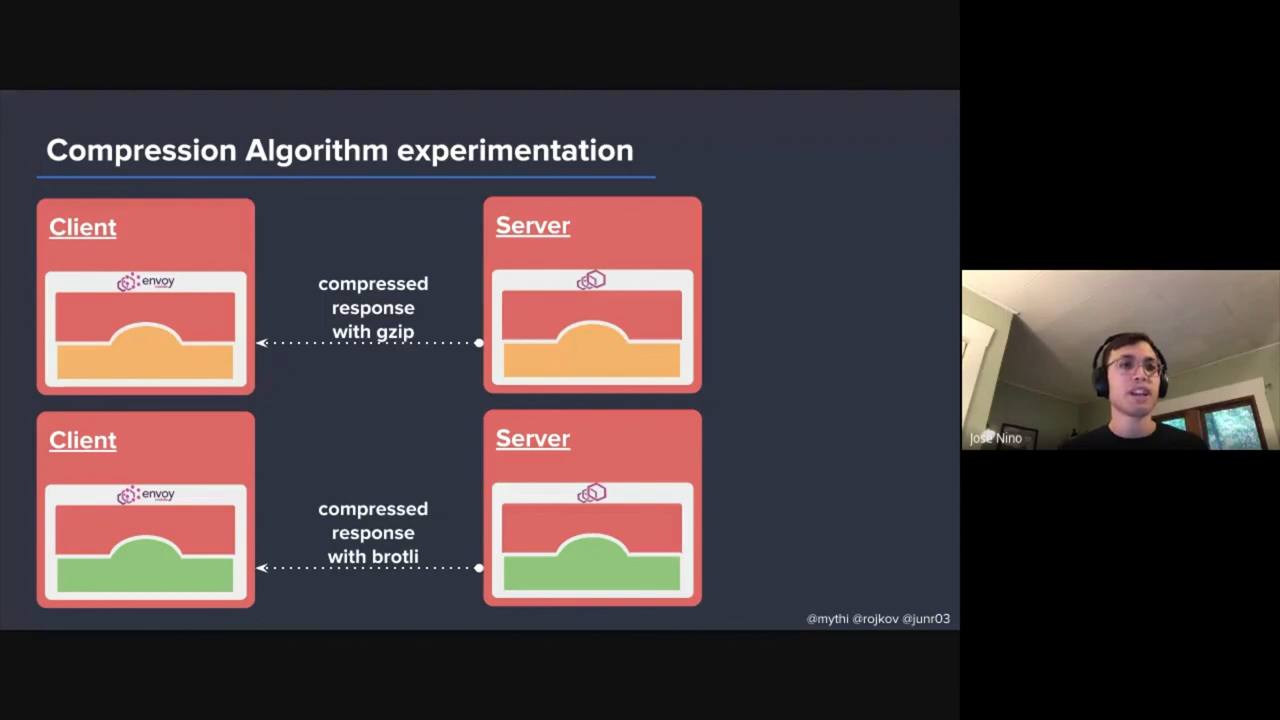 Compression Algorithm experimentation
Client
envoy
compressed
response
with gzip
Server
Client
envoy
compressed
response
with brotli
Server
@mythi @rojkov @junr03
Jose Nino